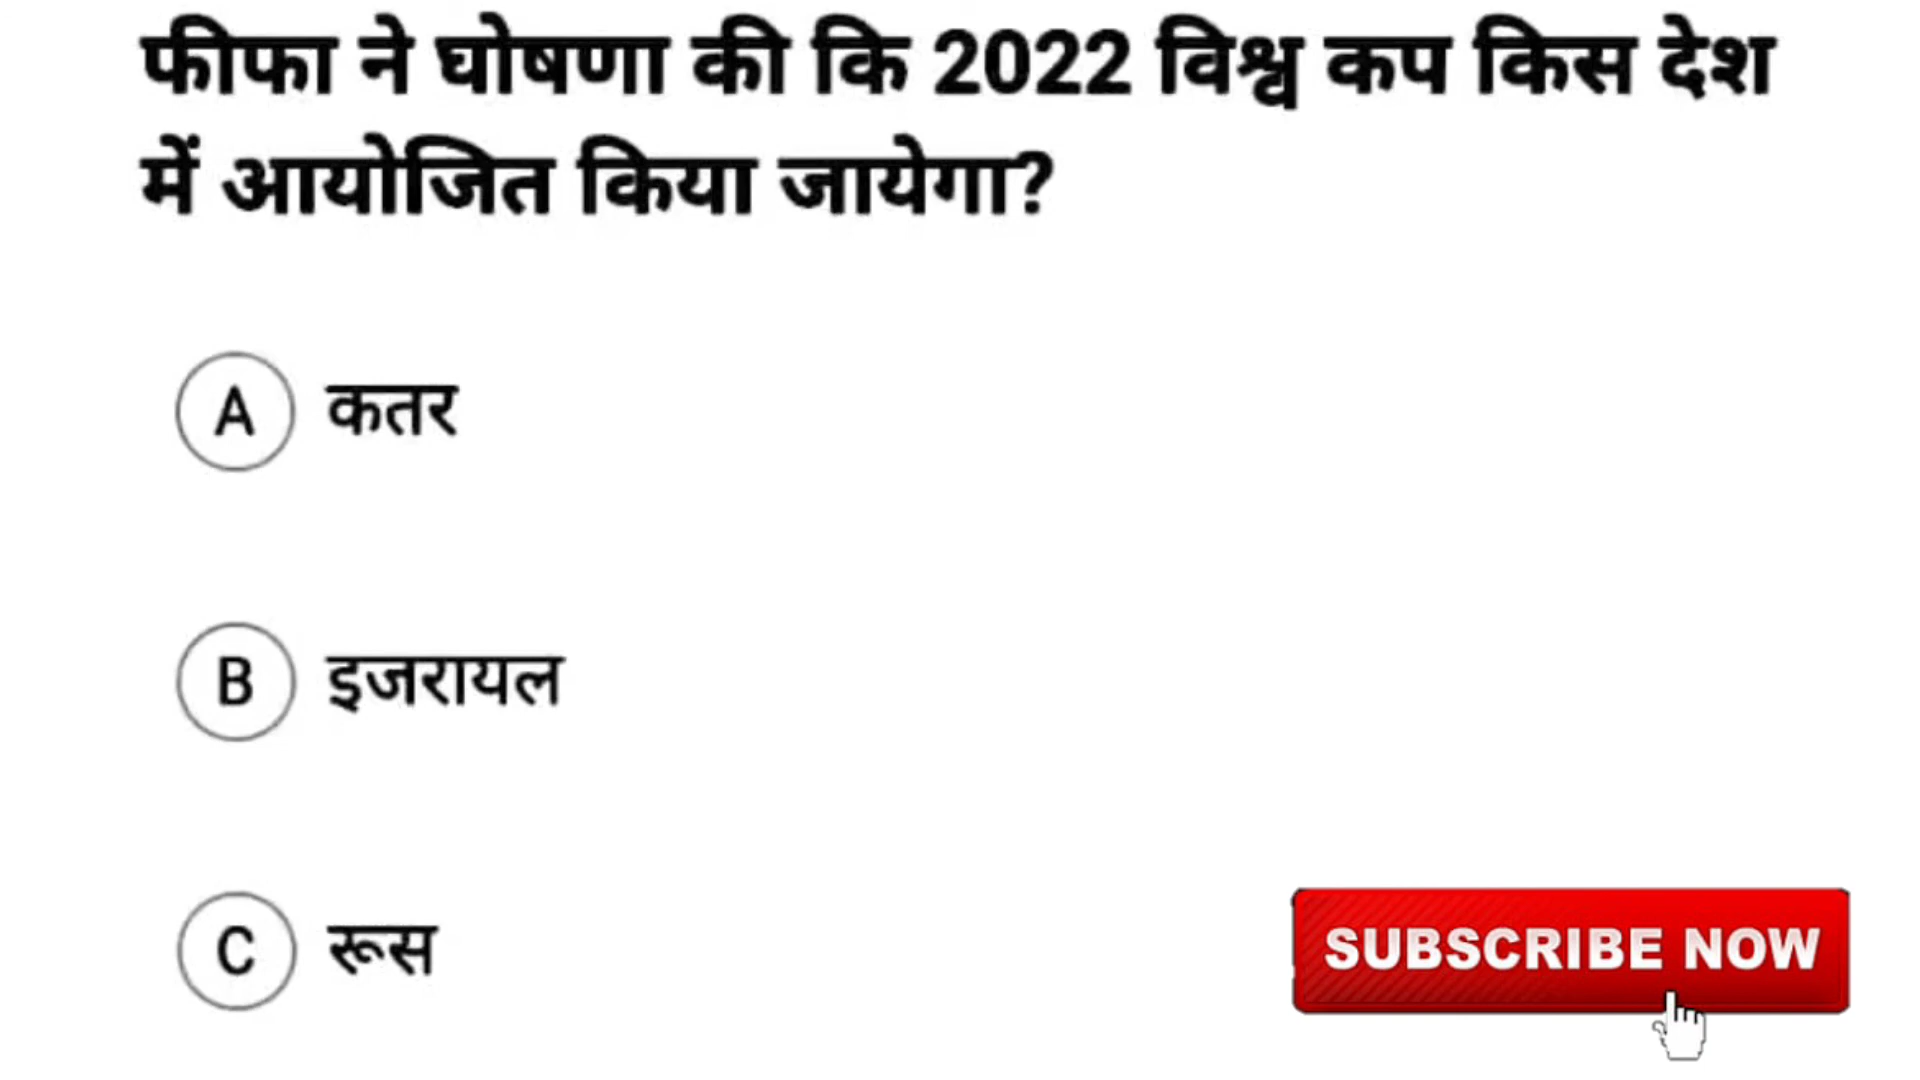 फीफा ने घोषणा की कि 2022 विश्व कप किस देश
में आयोजित किया जायेगा?
A कतर
B इजरायल
C रूस
SUBSCRIBE NOW